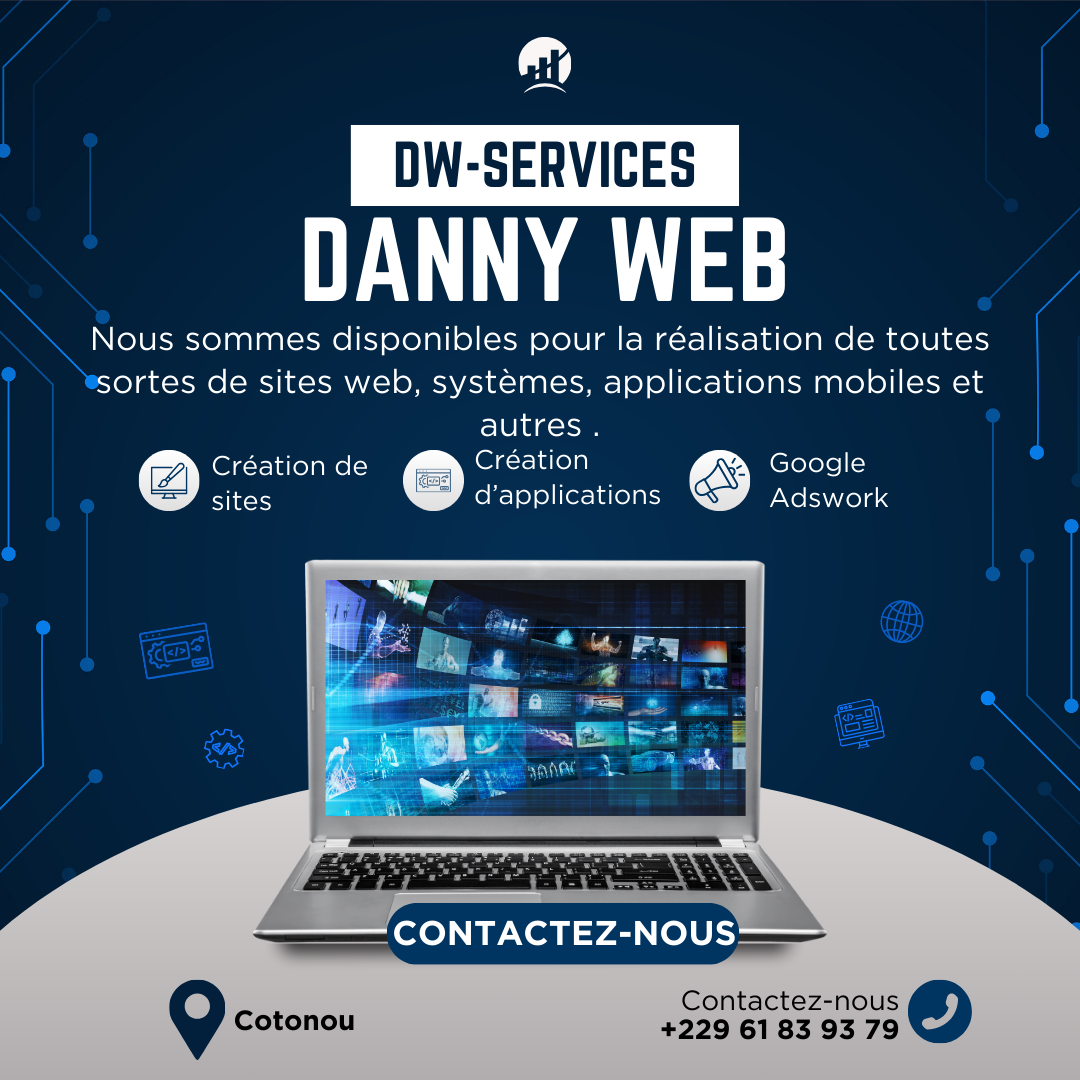 DW-SERVICES
DANNY WEB
Nous sommes disponibles pour la réalisation de toutes
sortes de sites web, systèmes, applications mobiles et
autres .
Création de
sites
Création
d’applications
Google
Adswork
CONTACTEZ-NOUS
Cotonou
Contactez-nous
+229 61 83 93 79